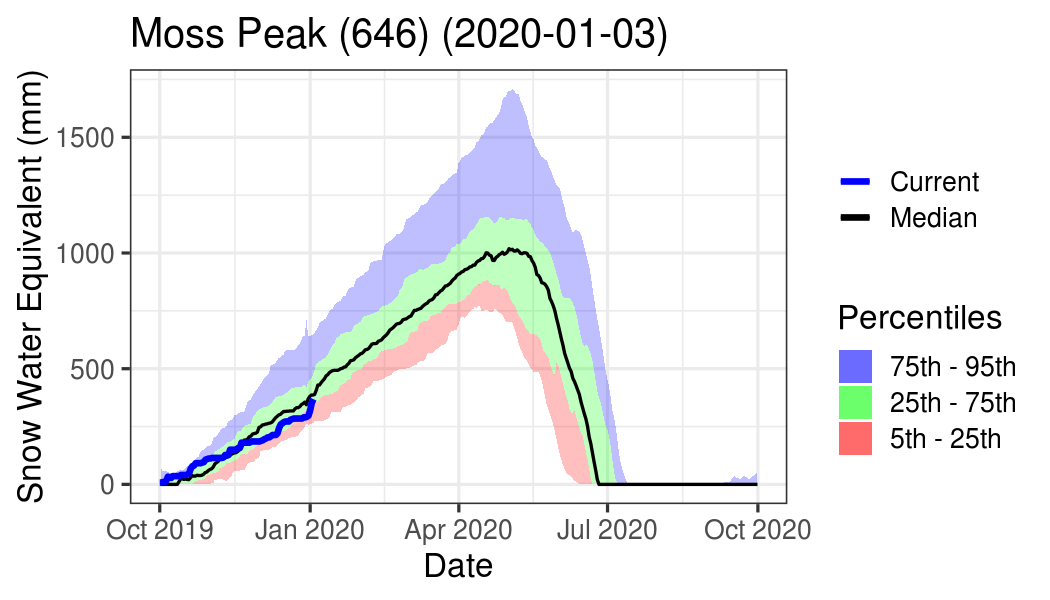 Moss Peak (646) (2020-01-03)
Snow Water Equivalent (mm)
1500
1000
500
0
Oct 2019
Jan 2020
Apr 2020
Jul 2020
Oct 2020
Date
Current
Median
Percentiles
75th - 95th
25th - 75th
5th - 25th